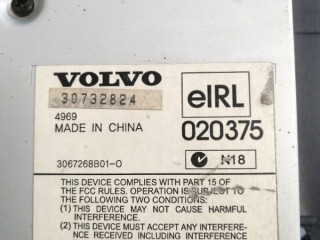 VOLVO
30732824
4969
MADE IN CHINA
3067268B01-0
eIRL
020375
N18
THIS DEVICE COMPLIES WITH PART 15 OF
THE FCC RULES. OPERATION IS SUBJECT TO
THE FOLLOWING TWO CONDITIONS:
(1) THIS DEVICE MAY NOT CAUSE HARMFUL
INTERFERENCE.
(2) THIS DEVICE MUST ACCEPT ANY INTERFERE-
NCE RECEIVED INCLUDING INTERFERENCE